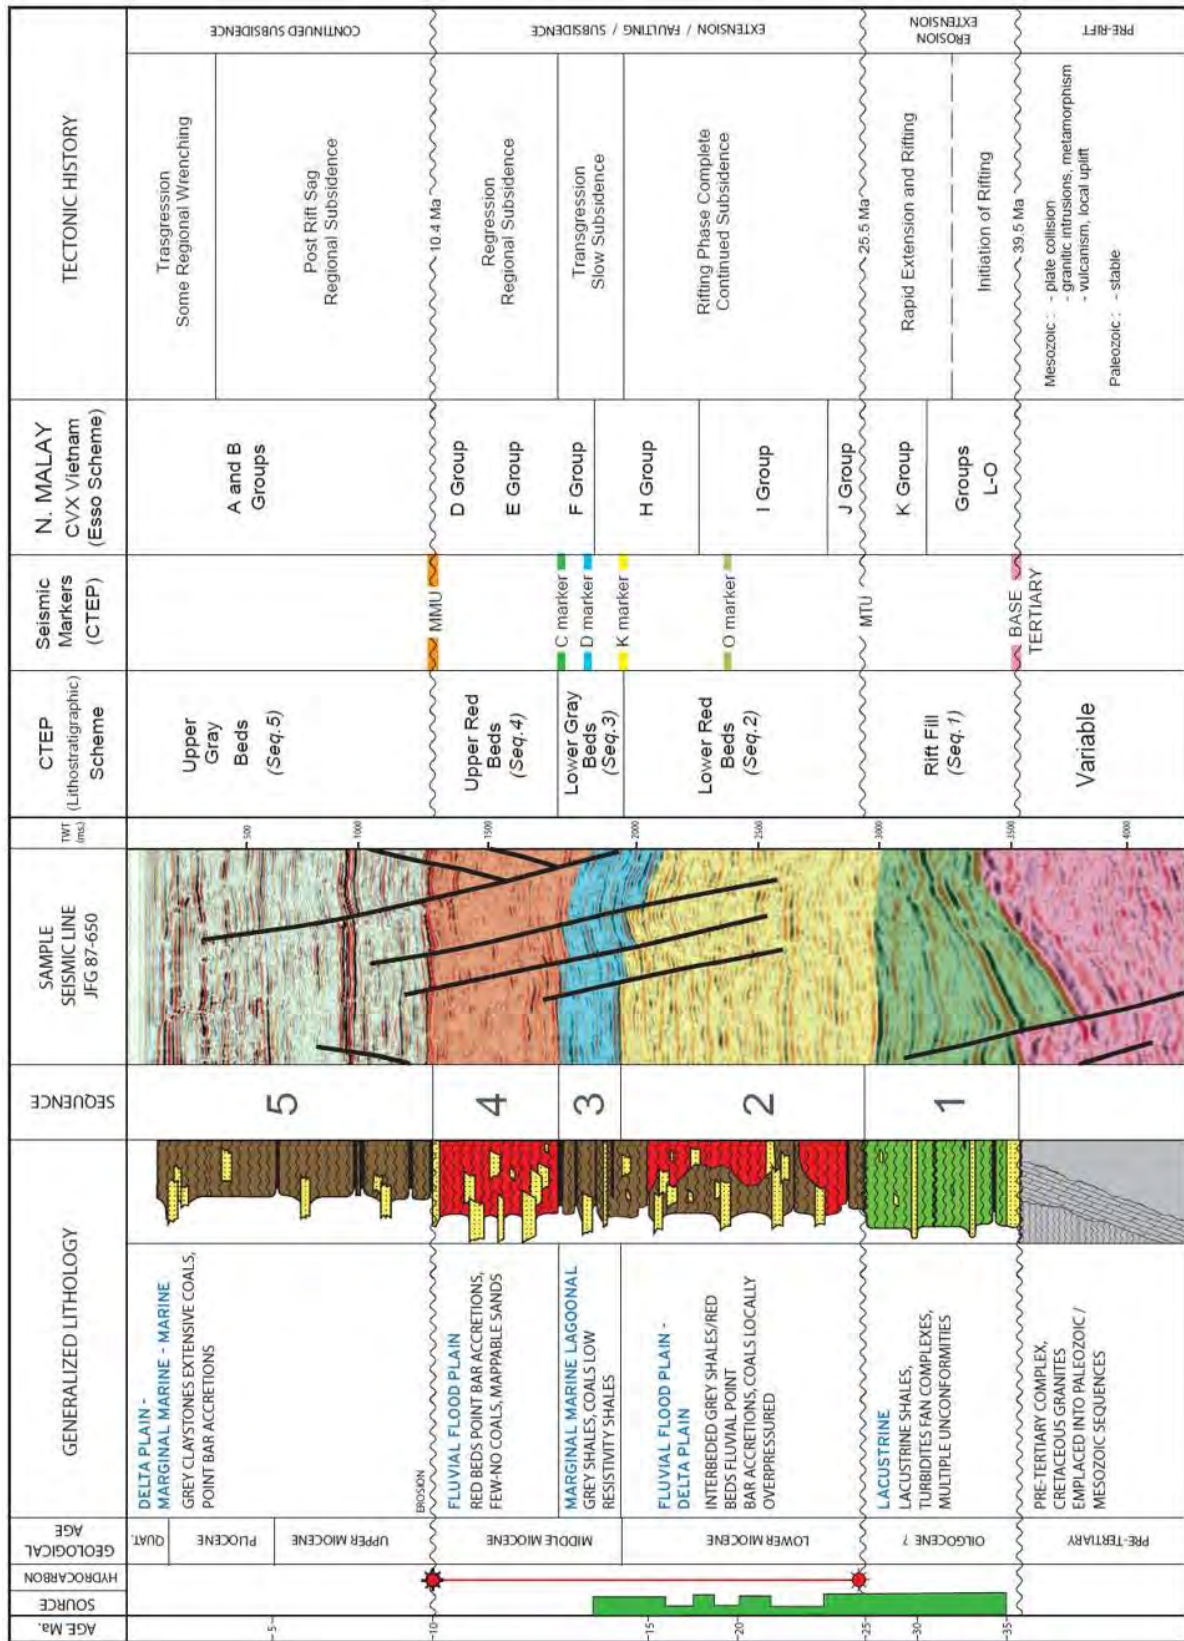 AGE Ma.
SOURCE
HYDROCARBON
GEOLOGICAL
AGE
GENERALIZED LITHOLOGY
SEQUENCE
SAMPLE
SEISMIC LINE
JFG 87-650
TWT
(ms.)
CTEP
(Lithostratigraphic)
Scheme
Seismic
Markers
(CTEP)
N. MALAY
CVX Vietnam
(Esso Scheme)
TECTONIC HISTORY
-5
-10
-15
-20
-25
-30
-35
QUAT.
PLIOCENE
UPPER MIOCENE
MIDDLE MIOCENE
LOWER MIOCENE
OILGOCENE ?
PRE-TERTIARY
DELTA PLAIN -
MARGINAL MARINE - MARINE
GREY CLAYSTONES EXTENSIVE COALS,
POINT BAR ACCRETIONS
EROSION
FLUVIAL FLOOD PLAIN
RED BEDS POINT BAR ACCRETIONS,
FEW-NO COALS, MAPPABLE SANDS
MARGINAL MARINE LAGOONAL
GREY SHALES, COALS LOW
RESISTIVITY SHALES
FLUVIAL FLOOD PLAIN -
DELTA PLAIN
INTERBEDED GREY SHALES/RED
BEDS FLUVIAL POINT
BAR ACCRETIONS, COALS LOCALLY
OVERPRESSURED
LACUSTRINE
LACUSTRINE SHALES,
TURBIDITES FAN COMPLEXES,
MULTIPLE UNCONFORMITIES
PRE-TERTIARY COMPLEX,
CRETACEOUS GRANITES
EMPLACED INTO PALEOZOIC /
MESOZOIC SEQUENCES
5
4
3
2
1
500
1000
1500
2000
2500
3000
3500
4000
Upper
Gray
Beds
(Seq.5)
Upper Red
Beds
(Seq.4)
Lower Gray
Beds
(Seq.3)
Lower Red
Beds
(Seq.2)
Rift Fill
(Seq.1)
Variable
MMU
C marker
D marker
K marker
O marker
MTU
BASE
TERTIARY
A and B
Groups
D Group
E Group
F Group
H Group
I Group
J Group
K Group
Groups
L-O
Trasgression
Some Regional Wrenching
Post Rift Sag
Regional Subsidence
10.4 Ma
Regression
Regional Subsidence
Transgression
Slow Subsidence
Rifting Phase Complete
Continued Subsidence
25.5 Ma
Rapid Extension and Rifting
Initiation of Rifting
39.5 Ma
Mesozoic : - plate collision
- granitic intrusions, metamorphism
- vulcanism, local uplift
Paleozoic : - stable
CONTINUED SUBSIDENCE
EXTENSION / FAULTING / SUBSIDENCE
EROSION
EXTENSION
PRE-RIFT